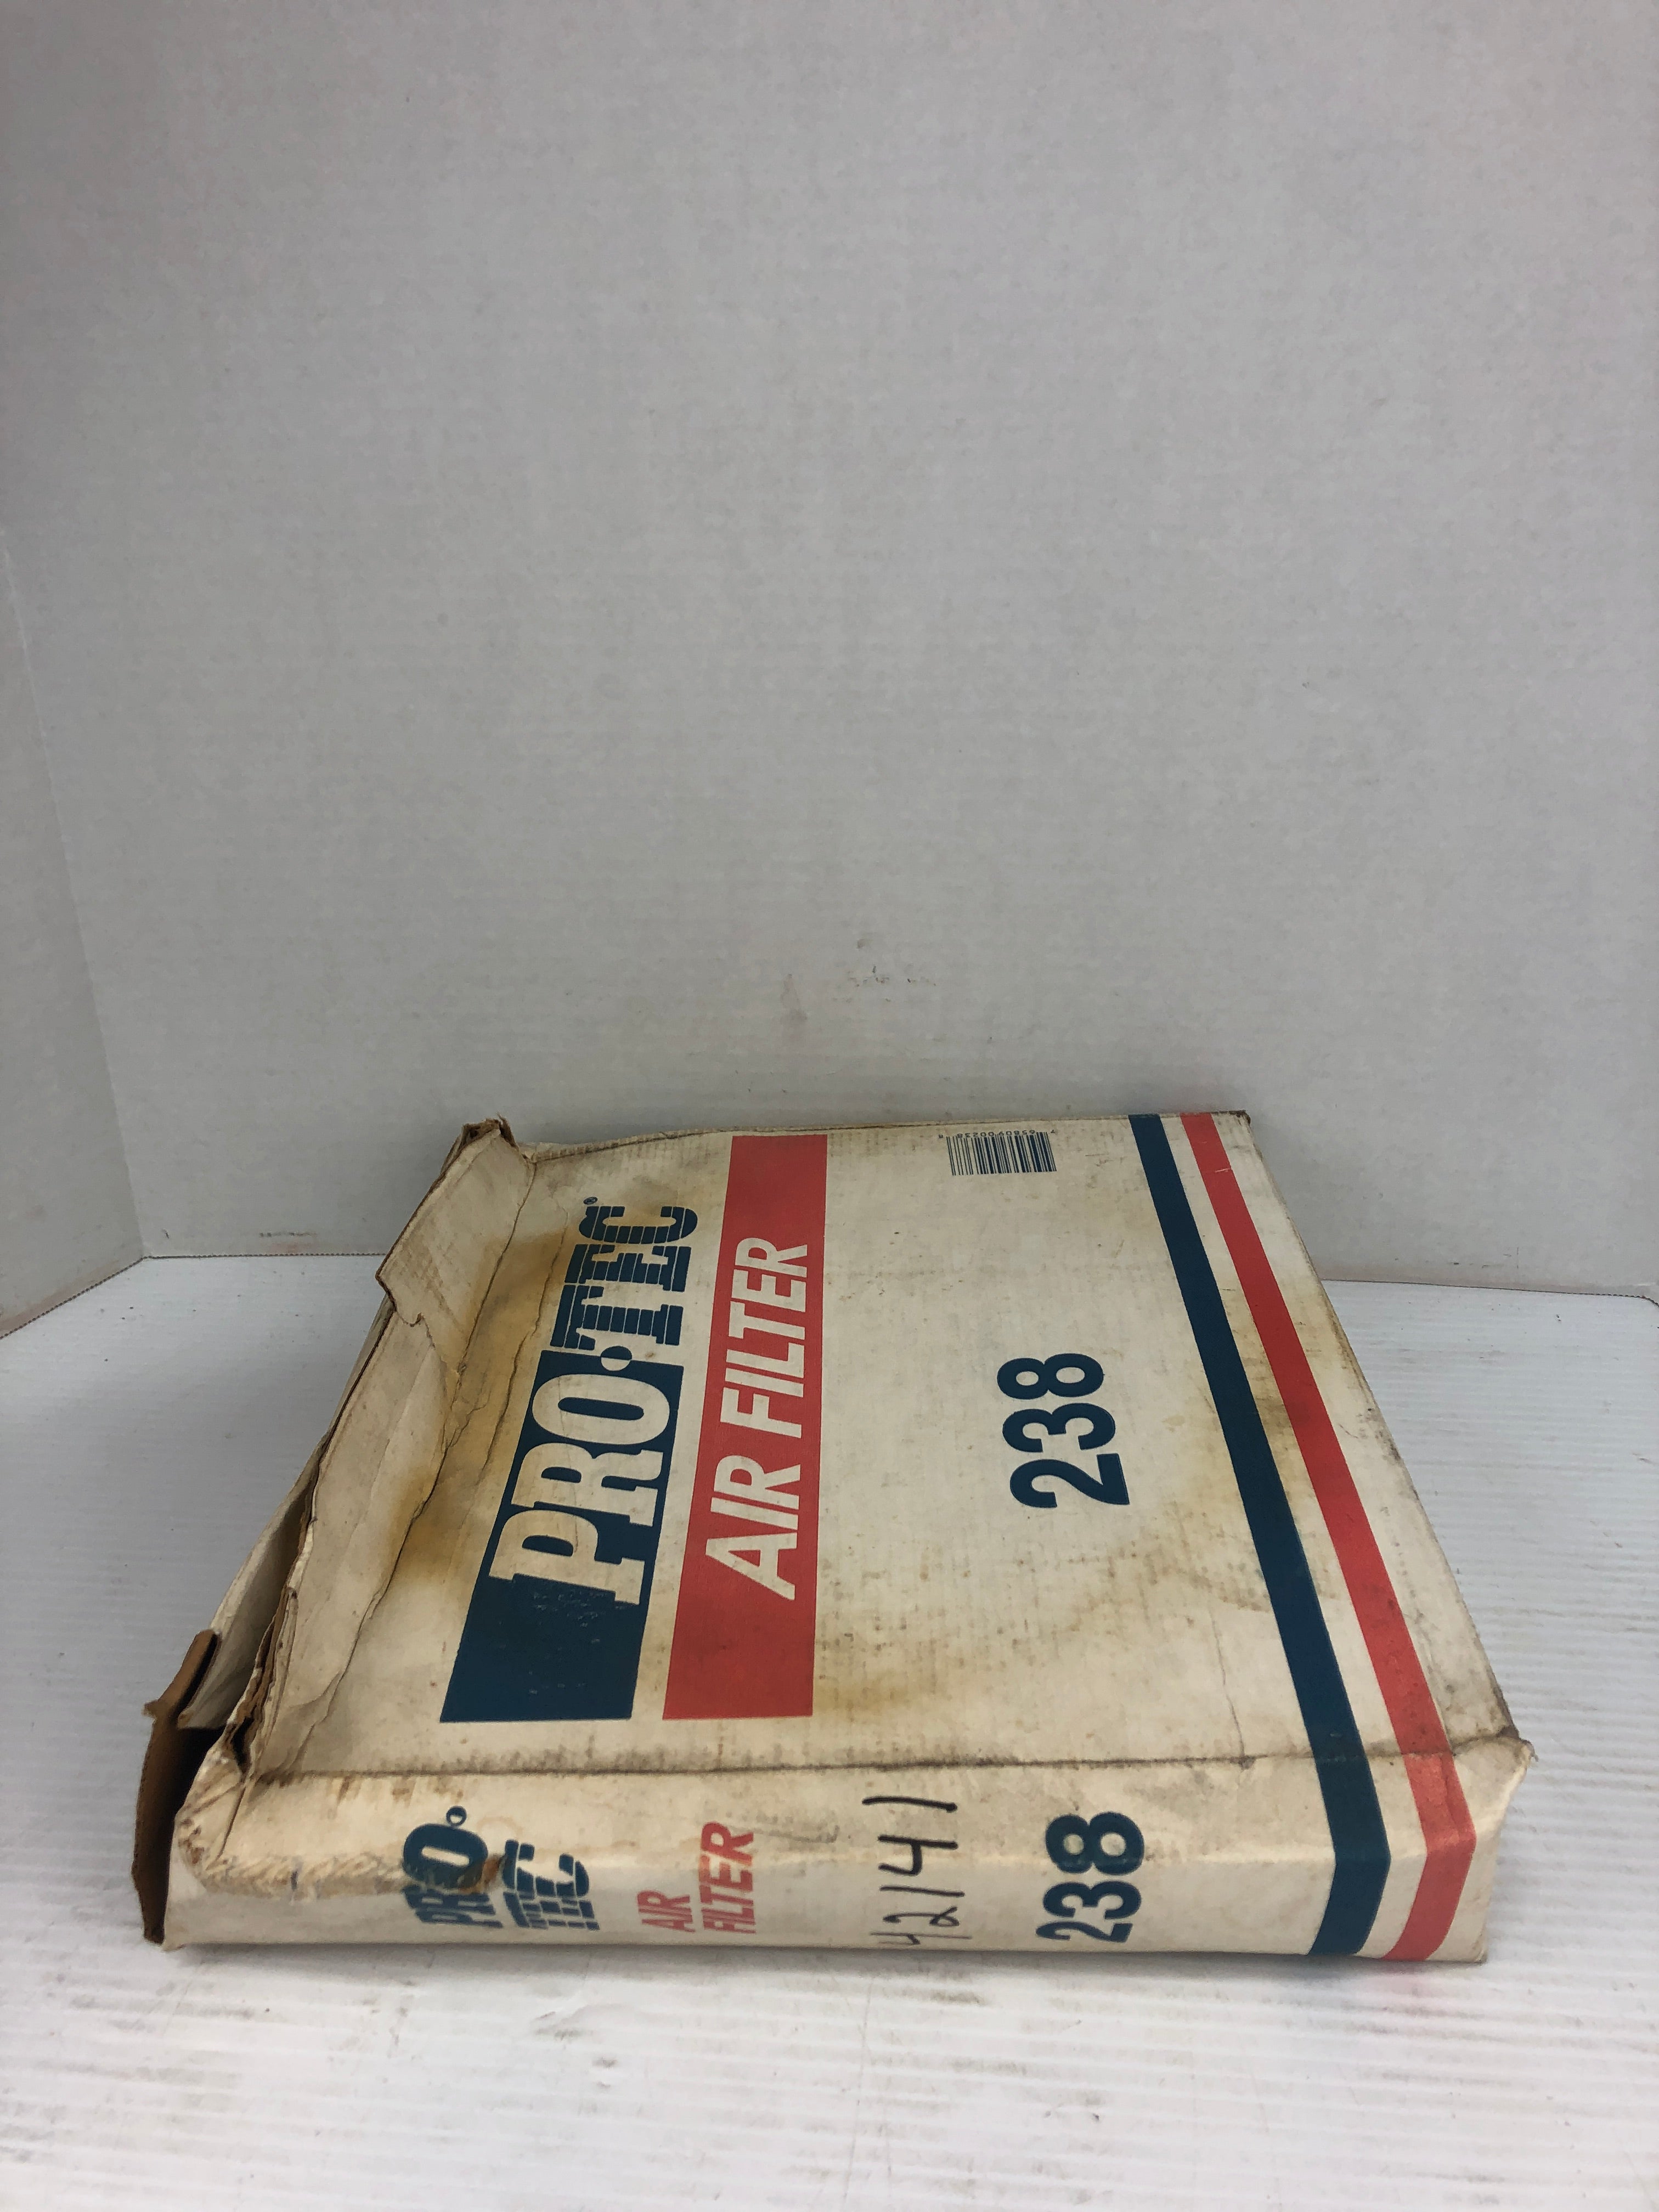 PRO·TEC®
AIR FILTER
238
PRO
TEC
AIR
FILTER
42141
238